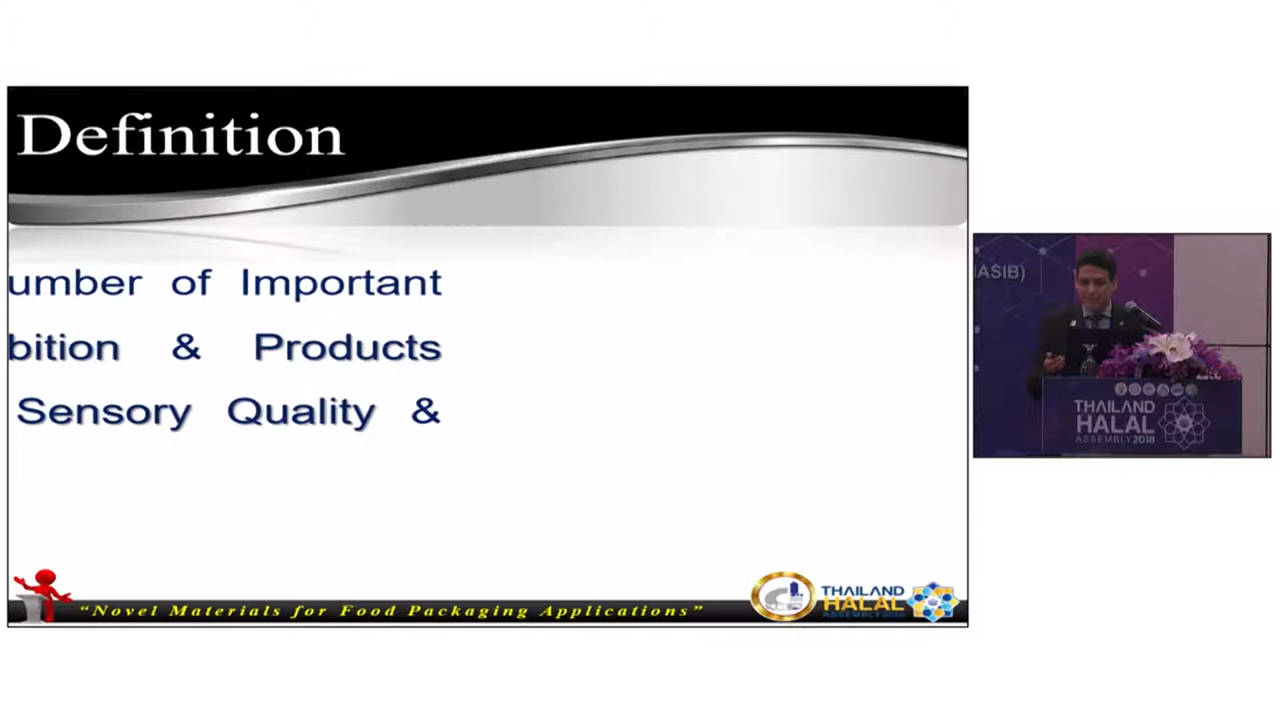 Definition
umber of Important
bition & Products
Sensory Quality &
"Novel Materials for Food Packaging Applications"
THAILAND
HALAL
IASIB)
THAILAND
HALAL
ASSEMBLY2018